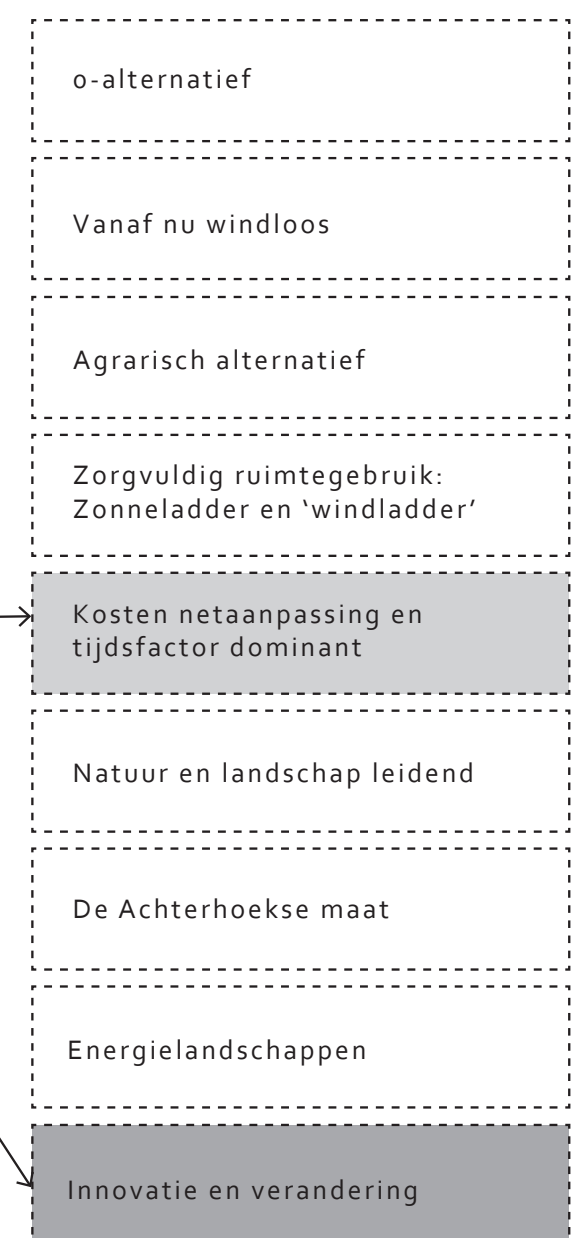 0-alternatief
Vanaf nu windloos
Agrarisch alternatief
Zorgvuldig ruimtegebruik:
Zonneladder en ‘windladder’
Kosten netaanpassing en
tijdsfactor dominant
Natuur en landschap leidend
De Achterhoekse maat
Energielandschappen
Innovatie en verandering